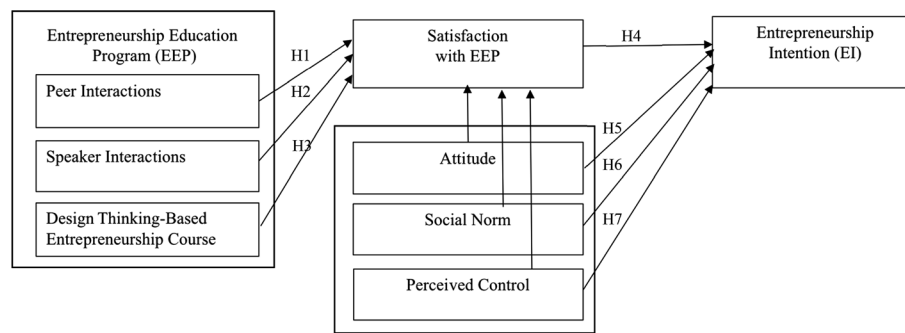 Entrepreneurship Education
Program (EEP)
Peer Interactions
Speaker Interactions
Design Thinking-Based
Entrepreneurship Course
H1
H2
H3
Satisfaction
with EEP
H4
Attitude
Social Norm
Perceived Control
H5
H6
H7
Entrepreneurship
Intention (EI)